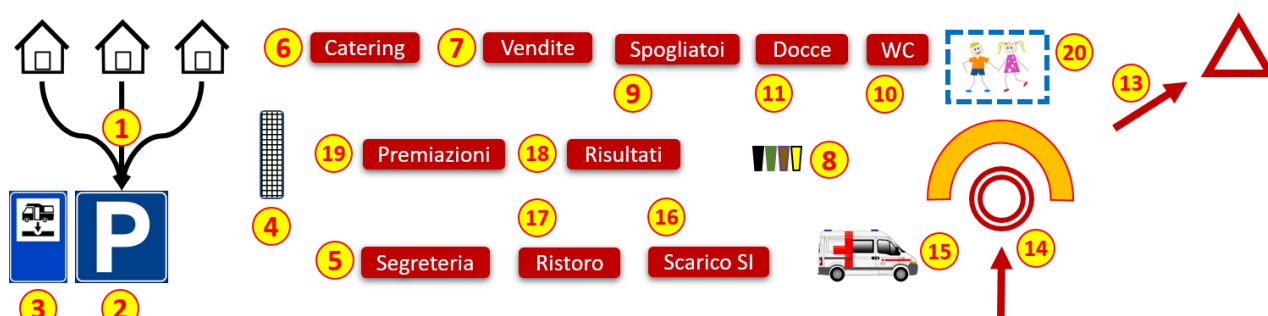 6 Catering 7 Vendite Spogliatoi Docce WC 20
9 11 10 13
1
19 Premiazioni 18 Risultati 8
P
4
17 16
5 Segreteria Ristoro Scarico SI 15 14
3 2